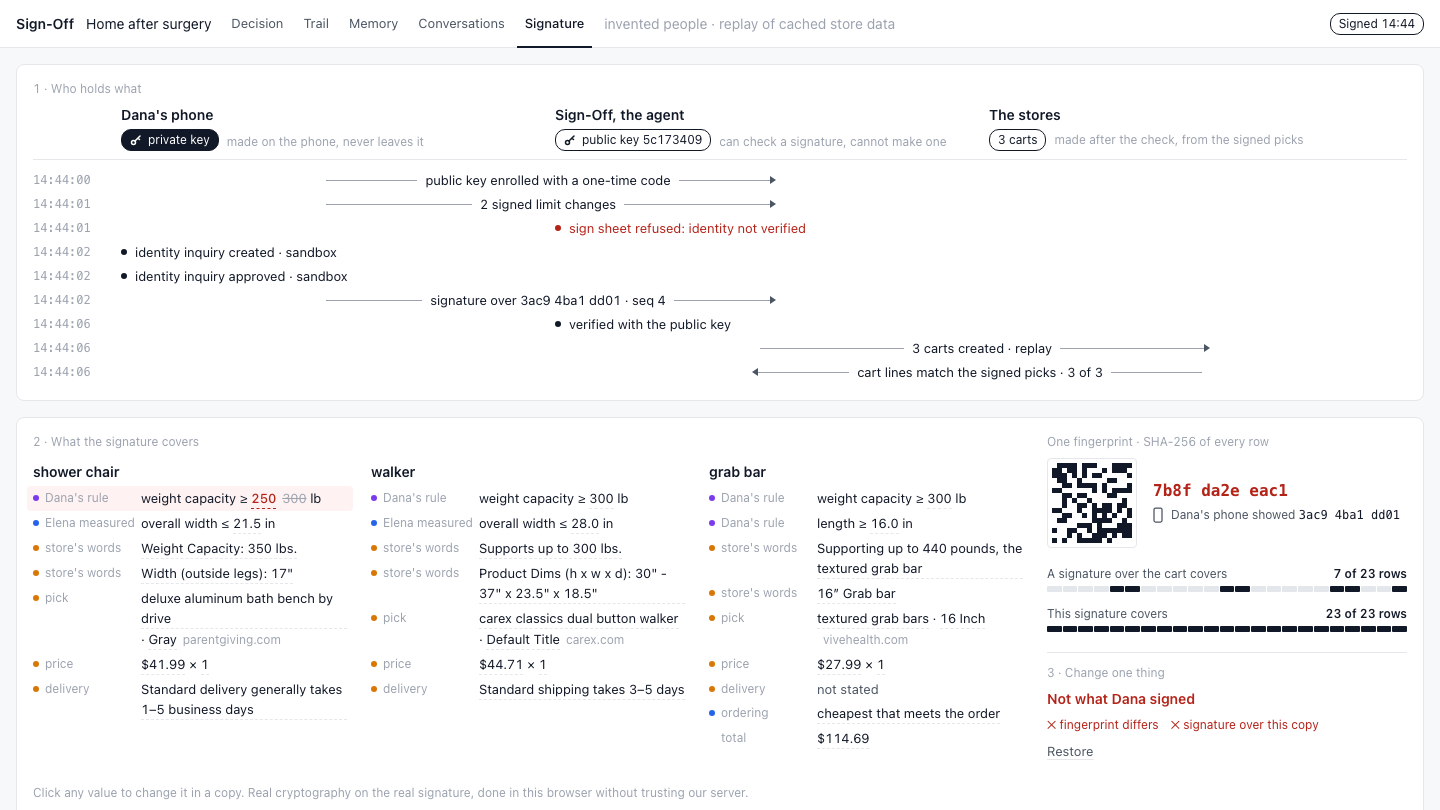 Sign-Off Home after surgery Decision Trail Memory Conversations Signature invented people · replay of cached store data Signed 14:44
1 · Who holds what
Dana's phone
private key made on the phone, never leaves it
Sign-Off, the agent
public key 5c173409 can check a signature, cannot make one
The stores
3 carts made after the check, from the signed picks
14:44:00 public key enrolled with a one-time code
14:44:01 2 signed limit changes
14:44:01 sign sheet refused: identity not verified
14:44:02 identity inquiry created · sandbox
14:44:02 identity inquiry approved · sandbox
14:44:02 signature over 3ac9 4ba1 dd01 · seq 4
14:44:06 verified with the public key
14:44:06 3 carts created · replay
14:44:06 cart lines match the signed picks · 3 of 3
2 · What the signature covers
shower chair
Dana's rule weight capacity ≥ 250 300 lb
Elena measured overall width ≤ 21.5 in
store's words Weight Capacity: 350 lbs.
store's words Width (outside legs): 17"
pick deluxe aluminum bath bench by
drive
· Gray parentgiving.com
price $41.99 × 1
delivery Standard delivery generally takes
1–5 business days
walker
Dana's rule weight capacity ≥ 300 lb
Elena measured overall width ≤ 28.0 in
store's words Supports up to 300 lbs.
store's words Product Dims (h x w x d): 30" -
37" x 23.5" x 18.5"
pick carex classics dual button walker
· Default Title carex.com
price $44.71 × 1
delivery Standard shipping takes 3–5 days
grab bar
Dana's rule weight capacity ≥ 300 lb
Dana's rule length ≥ 16.0 in
store's words Supporting up to 440 pounds, the
textured grab bar
store's words 16″ Grab bar
pick textured grab bars · 16 Inch
vivehealth.com
price $27.99 × 1
delivery not stated
ordering cheapest that meets the order
total $114.69
One fingerprint · SHA-256 of every row
7b8f da2e eac1
Dana's phone showed 3ac9 4ba1 dd01
A signature over the cart covers 7 of 23 rows
This signature covers 23 of 23 rows
3 · Change one thing
Not what Dana signed
× fingerprint differs × signature over this copy
Restore
Click any value to change it in a copy. Real cryptography on the real signature, done in this browser without trusting our server.